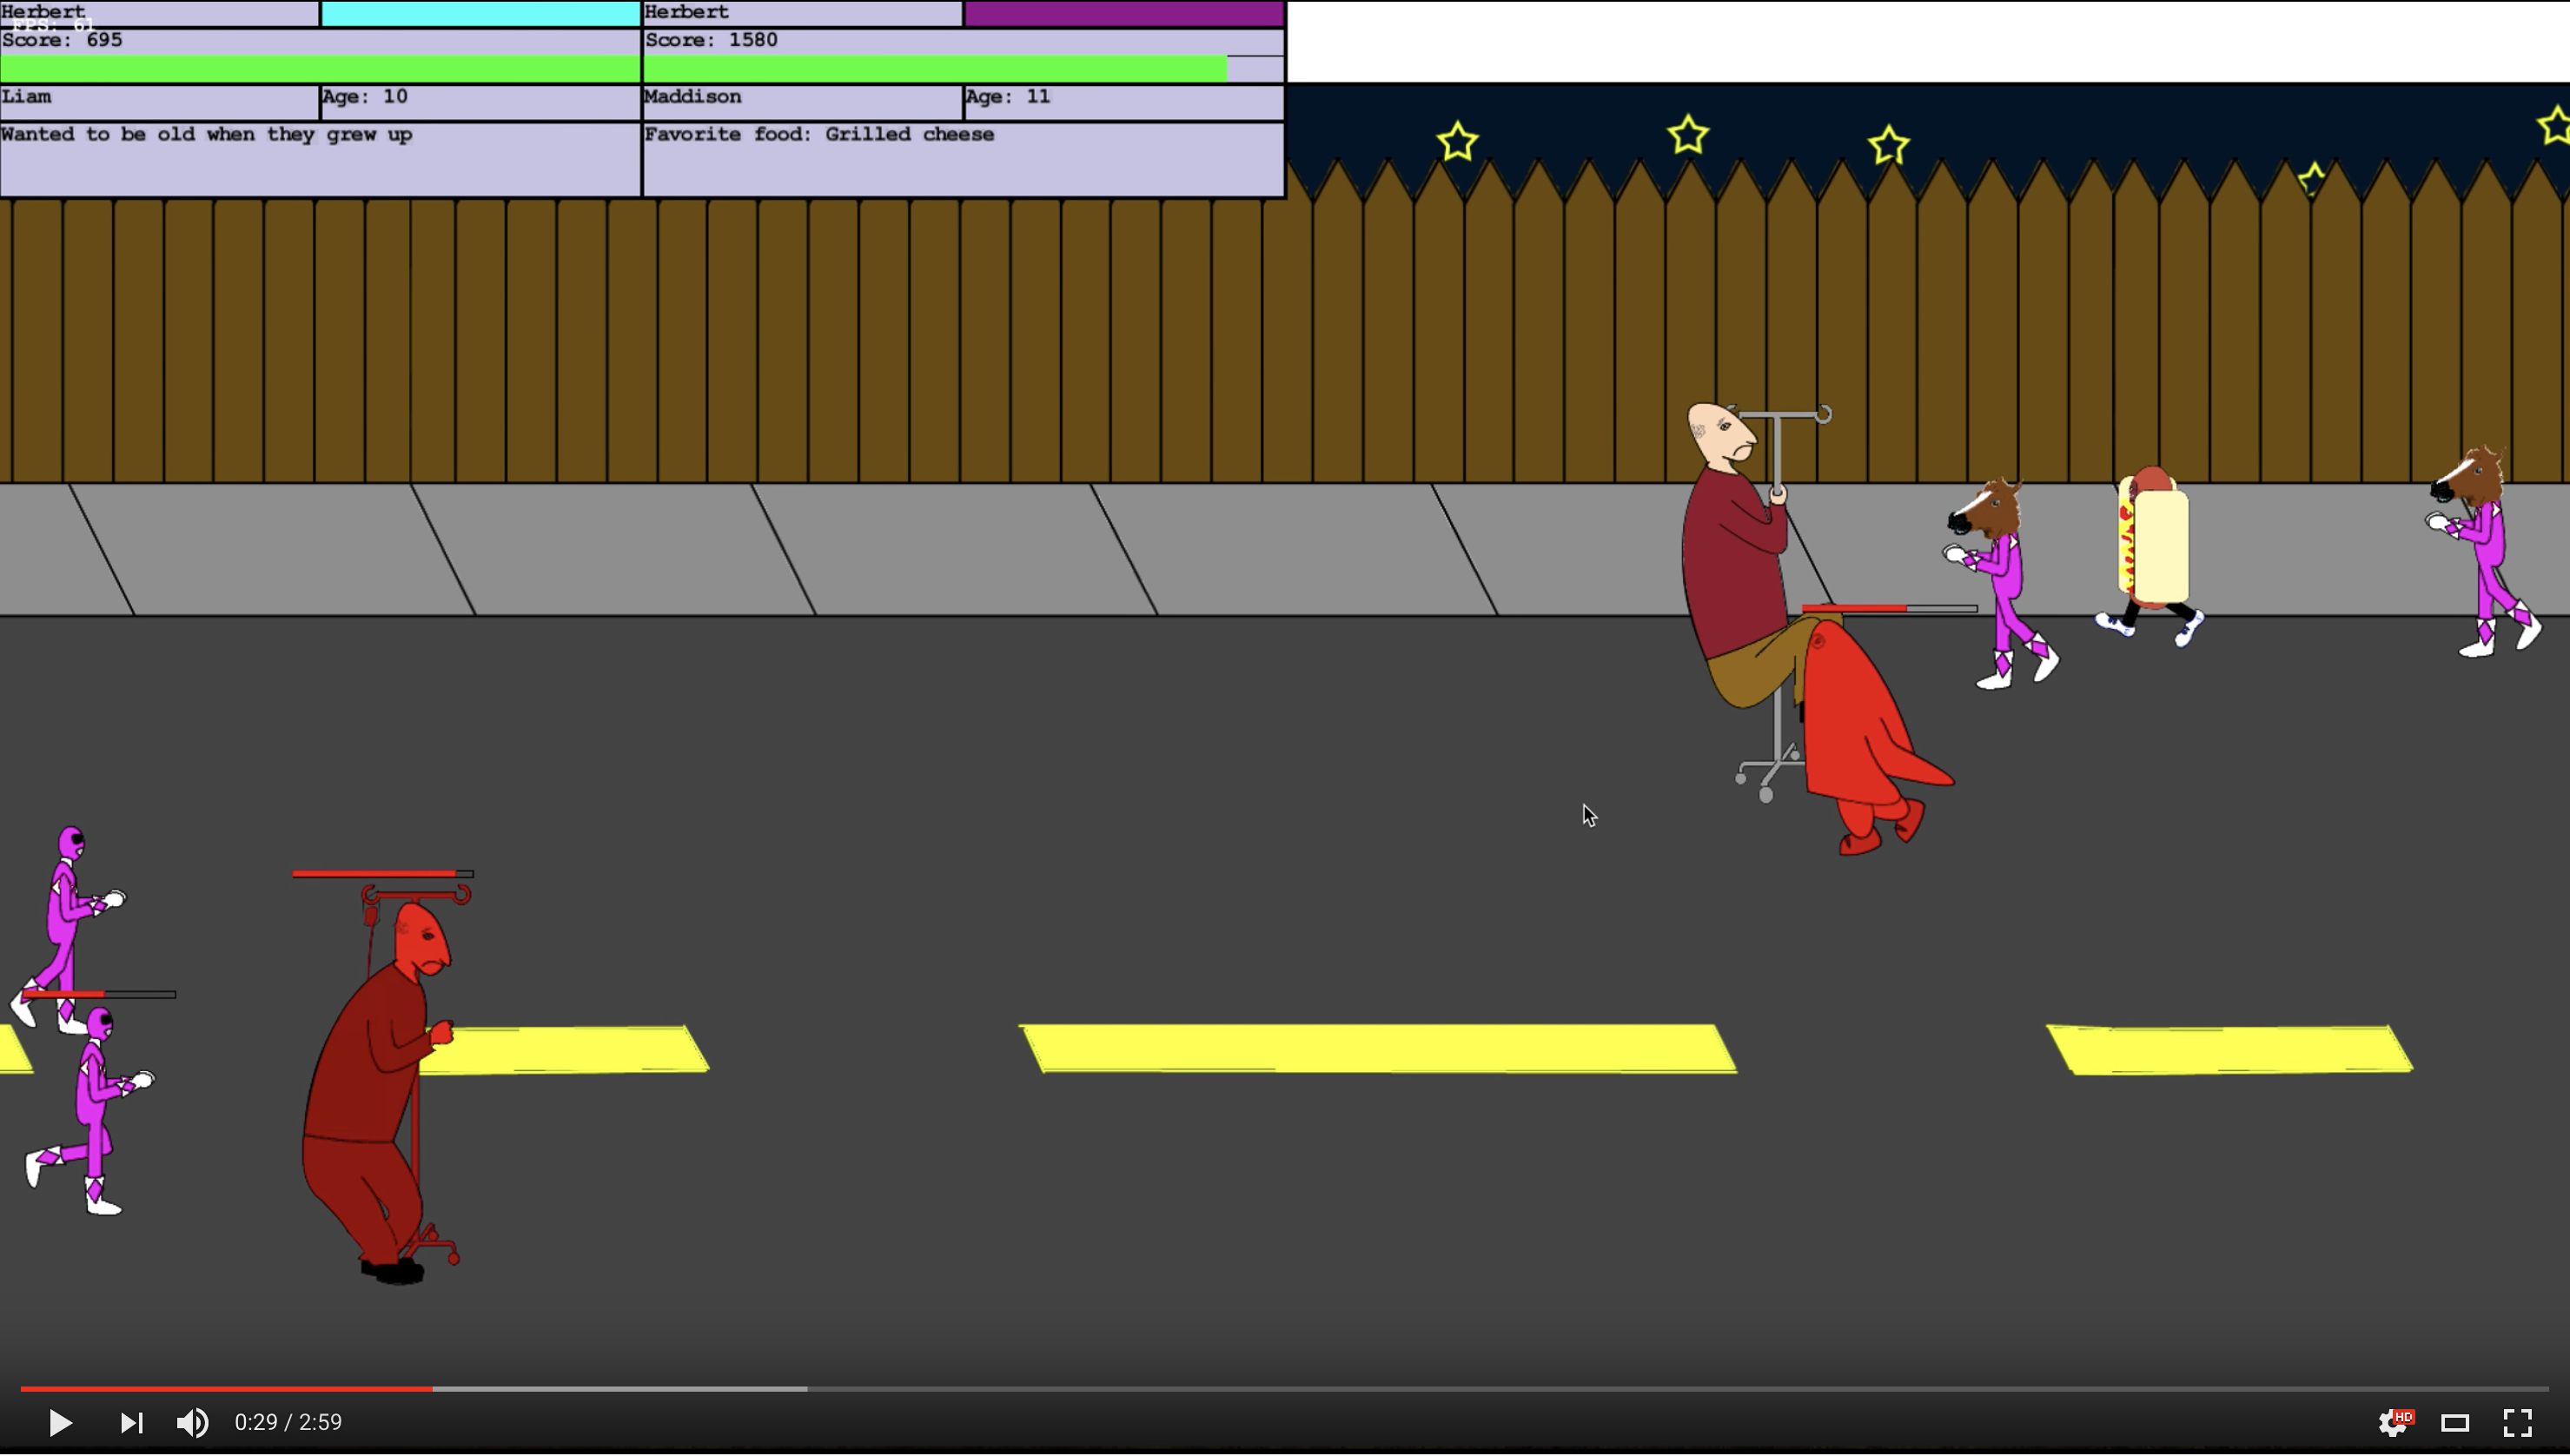 Herbert
Herbert
FPS: 61
Score: 695
Score: 1580
Liam
Age: 10
Maddison
Age: 11
Wanted to be old when they grew up
Favorite food: Grilled cheese
0:29 / 2:59
HD